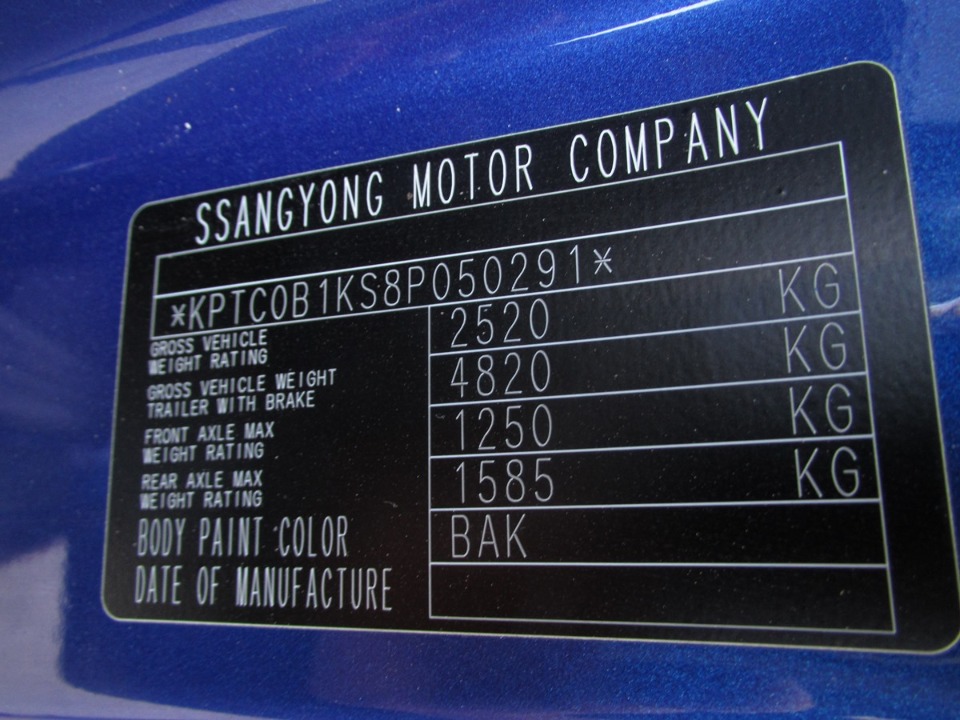 SSANGYONG MOTOR COMPANY
*KPTC0B1KS8P050291*
GROSS VEHICLE
WEIGHT RATING
2520 KG
GROSS VEHICLE WEIGHT
TRAILER WITH BRAKE
4820 KG
FRONT AXLE MAX
WEIGHT RATING
1250 KG
REAR AXLE MAX
WEIGHT RATING
1585 KG
BODY PAINT COLOR BAK
DATE OF MANUFACTURE